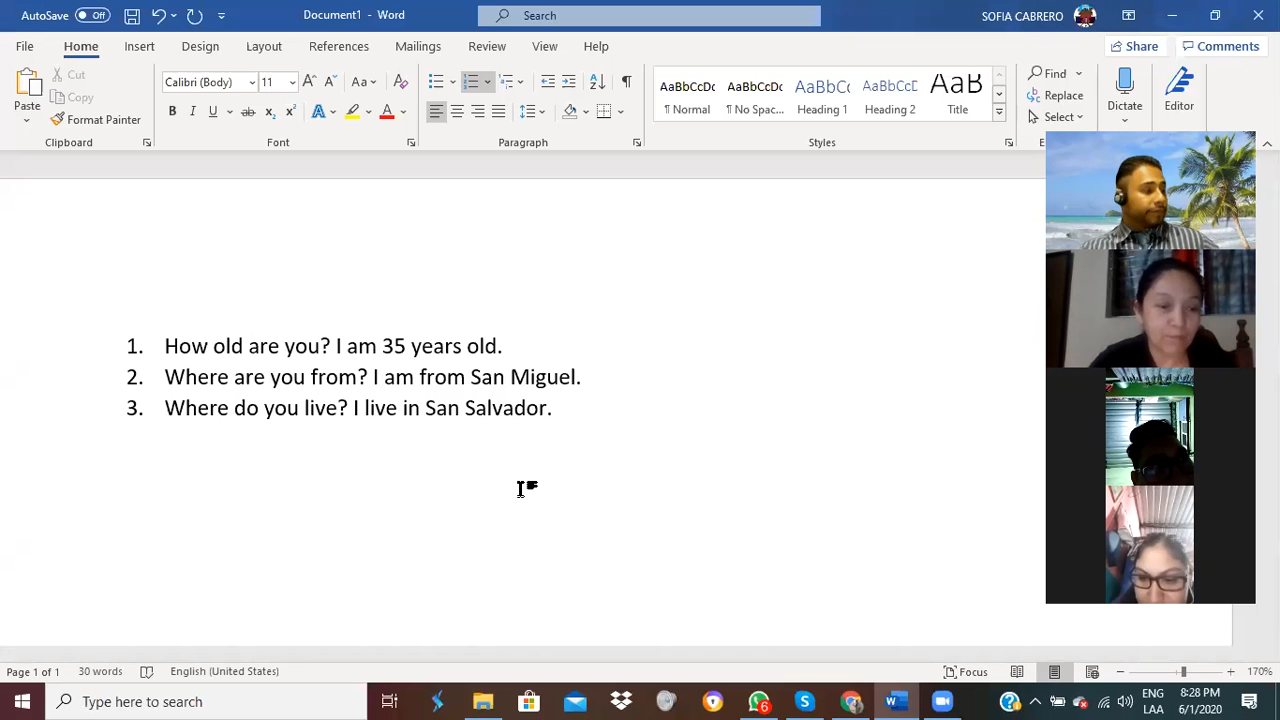 AutoSave Off Document1 - Word Search SOFIA CABRERO
File Home Insert Design Layout References Mailings Review View Help Share Comments
Paste Cut Copy Format Painter
Calibri (Body) 11
AaBbCcDc AaBbCcDc AaBbCc AaBbCcE AaB
¶ Normal ¶ No Spac... Heading 1 Heading 2 Title
Find Replace Select
Dictate Editor
Clipboard Font Paragraph Styles
1. How old are you? I am 35 years old.
2. Where are you from? I am from San Miguel.
3. Where do you live? I live in San Salvador.
Page 1 of 1 30 words English (United States) Focus 170%
Type here to search 6 ENG LAA 8:28 PM 6/1/2020